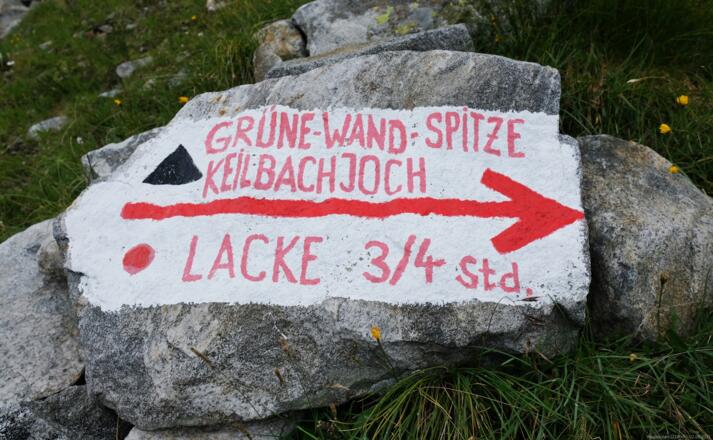 GRÜNE-WAND-SPITZE
KEILBACHJOCH
LACKE 3/4 Std.